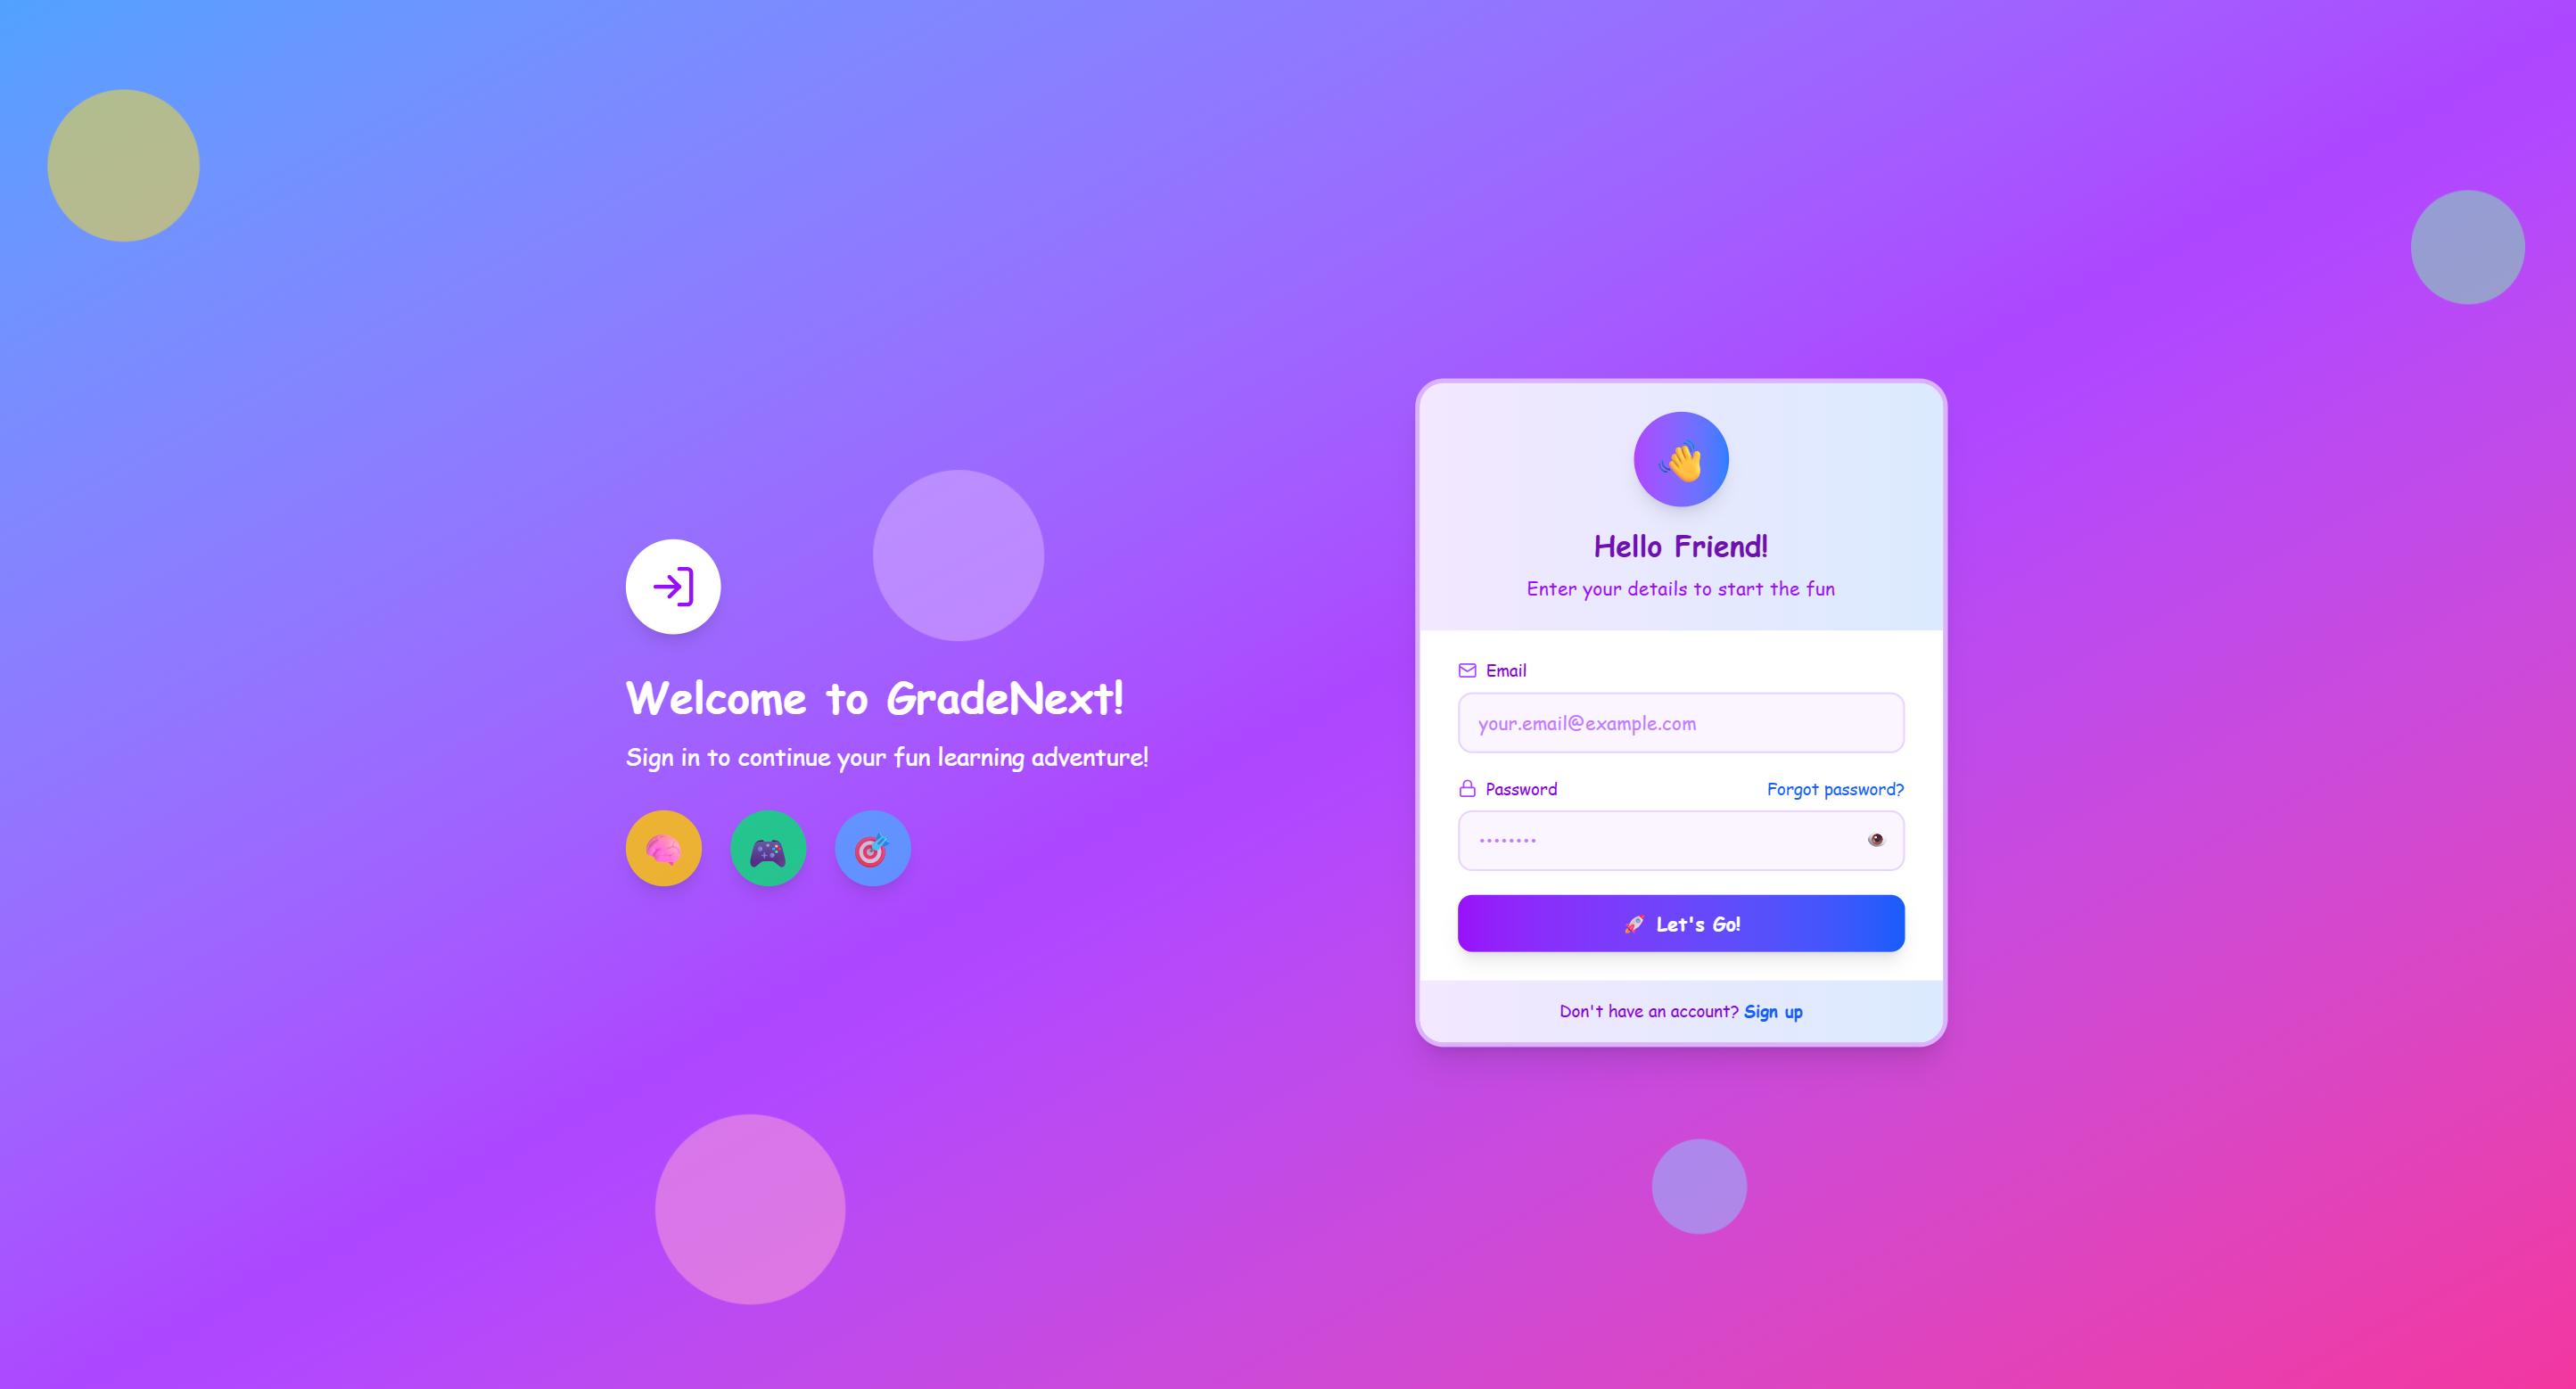 Welcome to GradeNext!
Sign in to continue your fun learning adventure!
Hello Friend!
Enter your details to start the fun
Email
your.email@example.com
Password
Forgot password?
••••••••
Let's Go!
Don't have an account? Sign up